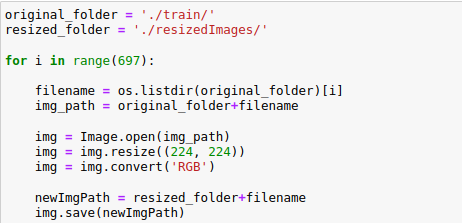 original_folder = './train/'
resized_folder = './resizedImages/'
for i in range(697):
filename = os.listdir(original_folder)[i]
img_path = original_folder+filename
img = Image.open(img_path)
img = img.resize((224, 224))
img = img.convert('RGB')
newImgPath = resized_folder+filename
img.save(newImgPath)